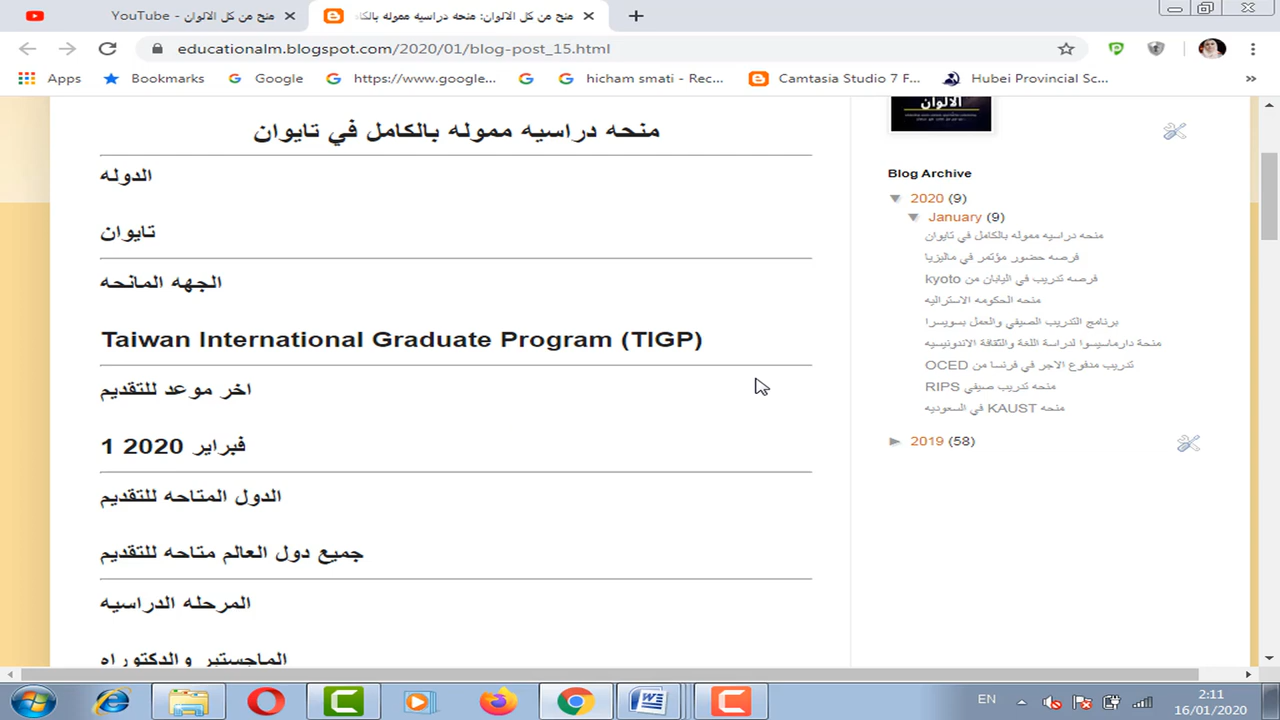 منح من كل الالوان - YouTube
منح من كل الالوان: منحه دراسيه مموله بالكا
educationalm.blogspot.com/2020/01/blog-post_15.html
Apps
Bookmarks
Google
https://www.google...
hicham smati - Rec...
Camtasia Studio 7 F...
Hubei Provincial Sc...
»
منحه دراسيه مموله بالكامل في تايوان
الدوله
تايوان
الجهه المانحه
Taiwan International Graduate Program (TIGP)
اخر موعد للتقديم
1 فبراير 2020
الدول المتاحه للتقديم
جميع دول العالم متاحه للتقديم
المرحله الدراسيه
الماجستير والدكتوراه
الالوان
Blog Archive
▼ 2020 (9)
▼ January (9)
منحه دراسيه مموله بالكامل في تايوان
فرصه حضور مؤتمر في ماليزيا
فرصه تدريب في اليابان من kyoto
منحه الحكومه الاستراليه
برنامج التدريب الصيفي والعمل بسويسرا
منحة دارماسيسوا لدراسة اللغة والثقافة الاندونيسيه
تدريب مدفوع الاجر في فرنسا من OCED
منحه تدريب صيفي RIPS
منحه KAUST في السعوديه
► 2019 (58)
EN
2:11
16/01/2020